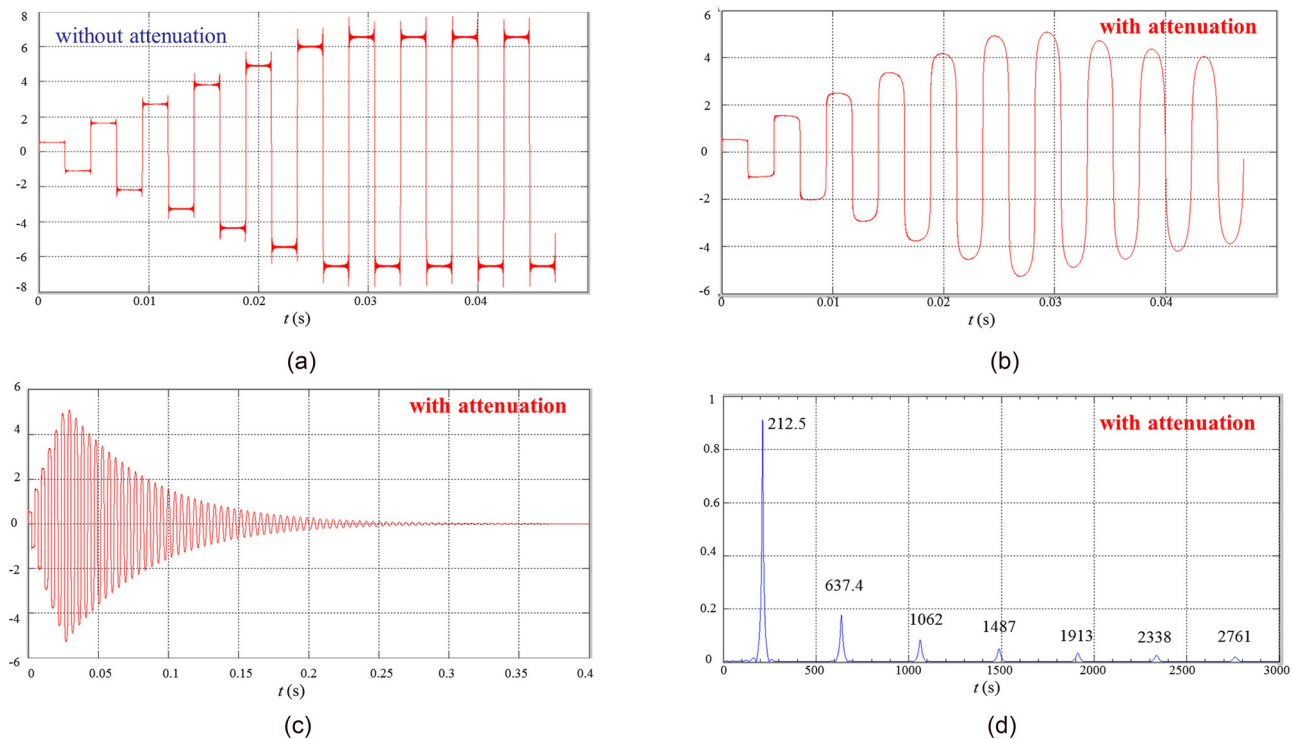 without attenuation
8
6
4
2
0
-2
-4
-6
-8
0 0.01 0.02 0.03 0.04
t (s)
(a)
with attenuation
6
4
2
0
-2
-4
-6
0 0.01 0.02 0.03 0.04
t (s)
(b)
with attenuation
6
4
2
0
-2
-4
-6
0 0.05 0.1 0.15 0.2 0.25 0.3 0.35 0.4
t (s)
(c)
with attenuation
1
0.8
0.6
0.4
0.2
0
212.5
637.4
1062
1487
1913
2338
2761
0 500 1000 1500 2000 2500 3000
t (s)
(d)